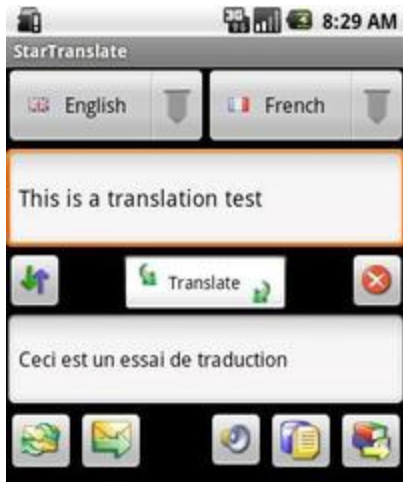 8:29 AM
StarTranslate
English
French
This is a translation test
Translate
Ceci est un essai de traduction